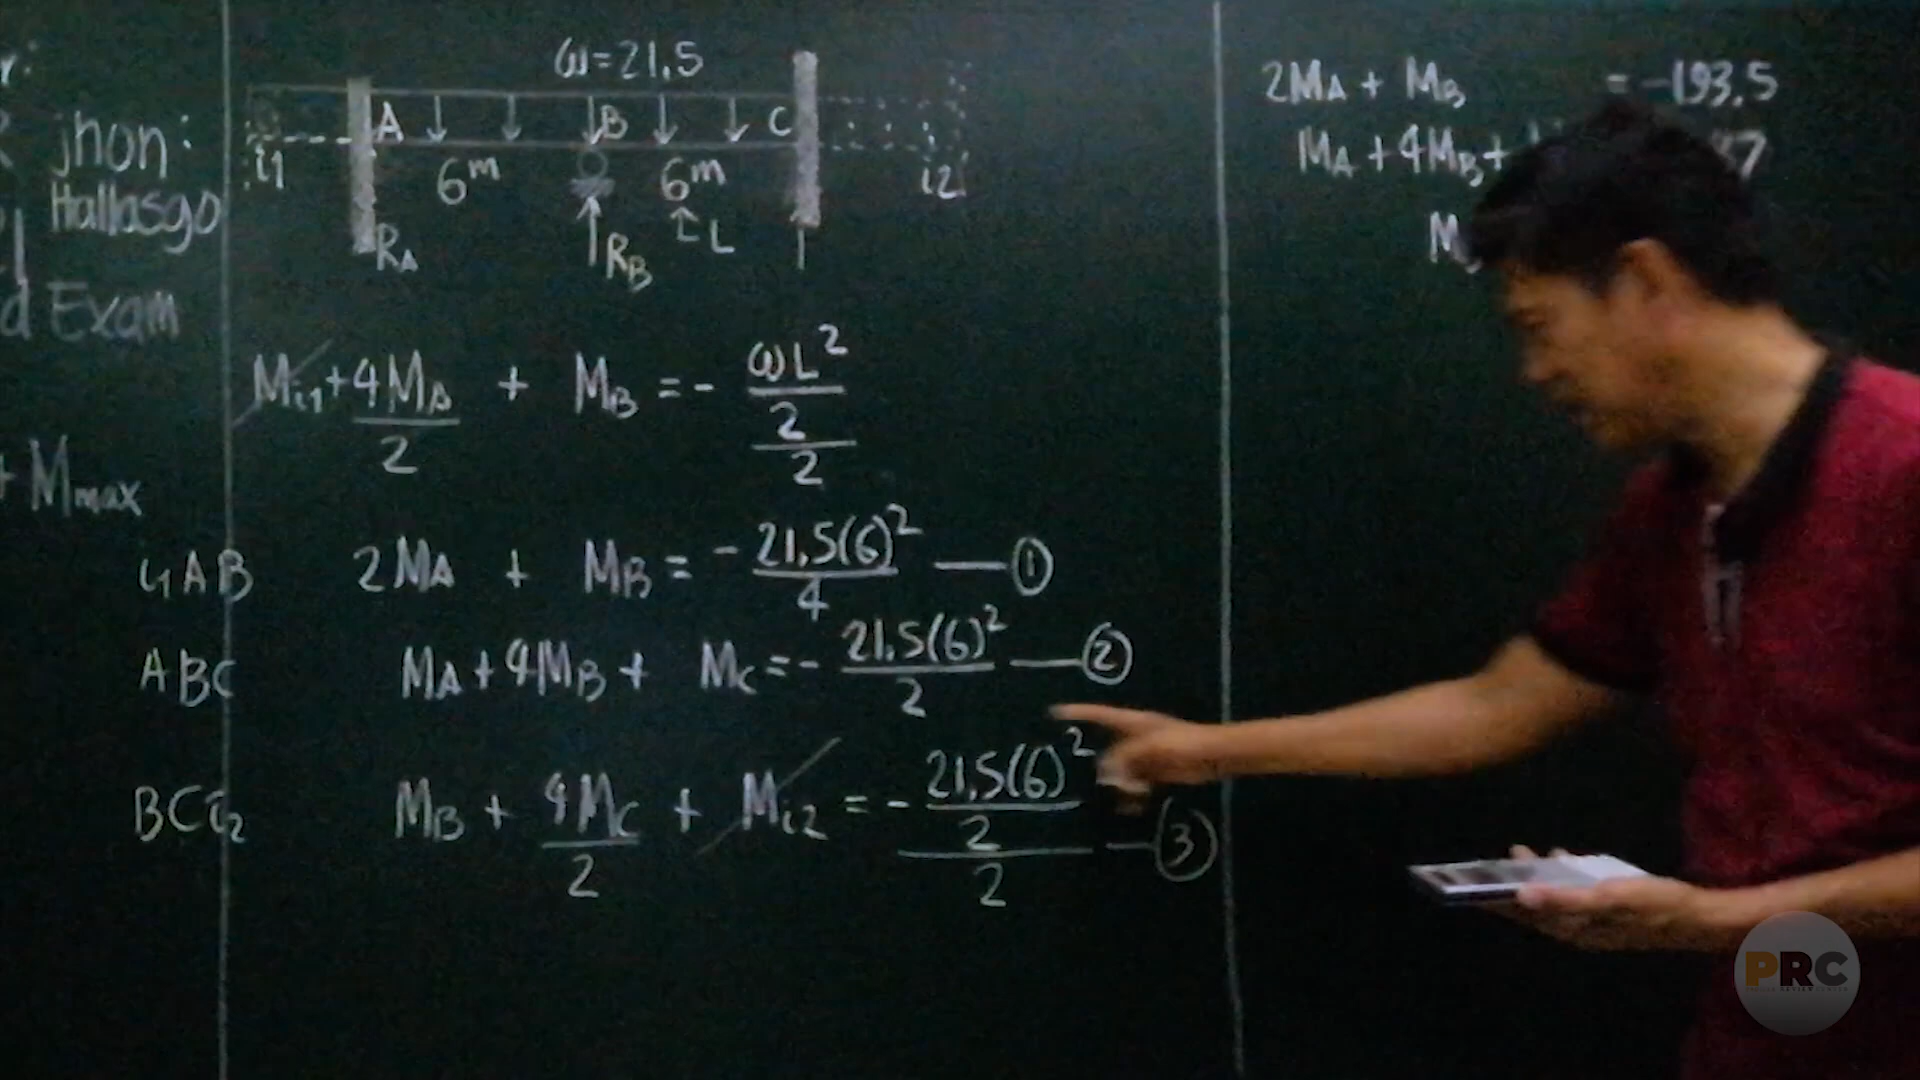 r:
jhon:
Hallasgo
d Exam
+ Mmax
ω=21.5
A B C
6m 6m
i1 i2
RA RB L
Mi1 + 4MA/2 + MB = - ωL²/2/2
i1AB 2MA + MB = - 21.5(6)²/4 — ①
ABC MA + 4MB + MC = - 21.5(6)²/2 — ②
BCi2 MB + 4MC/2 + Mi2 = - 21.5(6)²/2/2 — ③
2MA + MB = -193.5
MA + 4MB + 87
PRC